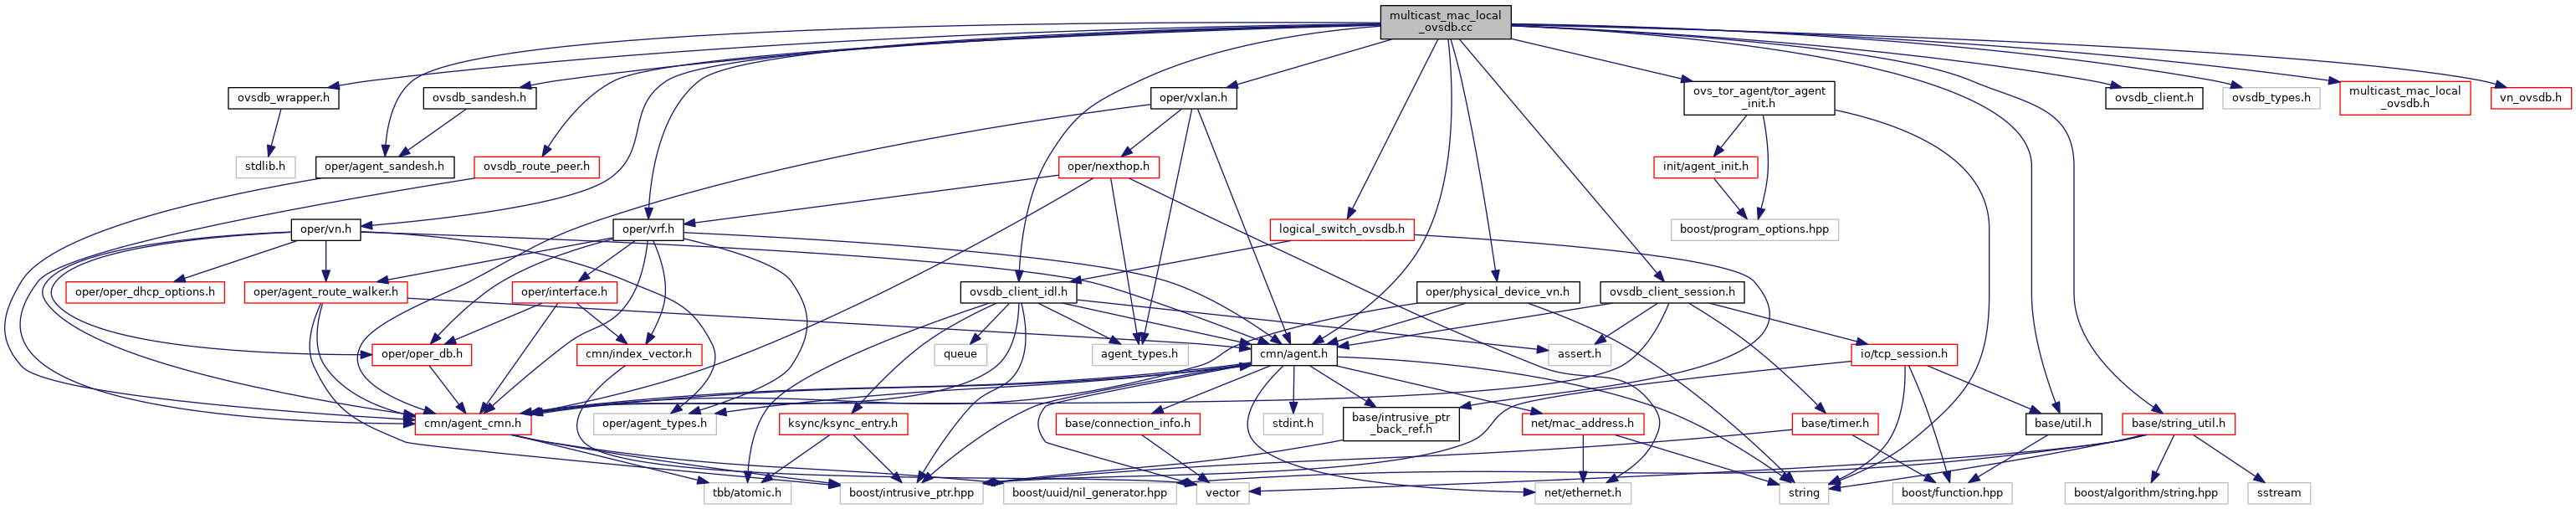 multicast_mac_local
_ovsdb.cc
ovsdb_wrapper.h
ovsdb_sandesh.h
oper/vxlan.h
ovs_tor_agent/tor_agent
_init.h
ovsdb_client.h
ovsdb_types.h
multicast_mac_local
_ovsdb.h
vn_ovsdb.h
stdlib.h
oper/agent_sandesh.h
ovsdb_route_peer.h
oper/nexthop.h
init/agent_init.h
oper/vn.h
oper/vrf.h
logical_switch_ovsdb.h
boost/program_options.hpp
oper/oper_dhcp_options.h
oper/agent_route_walker.h
oper/interface.h
ovsdb_client_idl.h
oper/physical_device_vn.h
ovsdb_client_session.h
oper/oper_db.h
cmn/index_vector.h
queue
agent_types.h
cmn/agent.h
assert.h
io/tcp_session.h
cmn/agent_cmn.h
oper/agent_types.h
ksync/ksync_entry.h
base/connection_info.h
stdint.h
base/intrusive_ptr
_back_ref.h
net/mac_address.h
base/timer.h
base/util.h
base/string_util.h
tbb/atomic.h
boost/intrusive_ptr.hpp
boost/uuid/nil_generator.hpp
vector
net/ethernet.h
string
boost/function.hpp
boost/algorithm/string.hpp
sstream